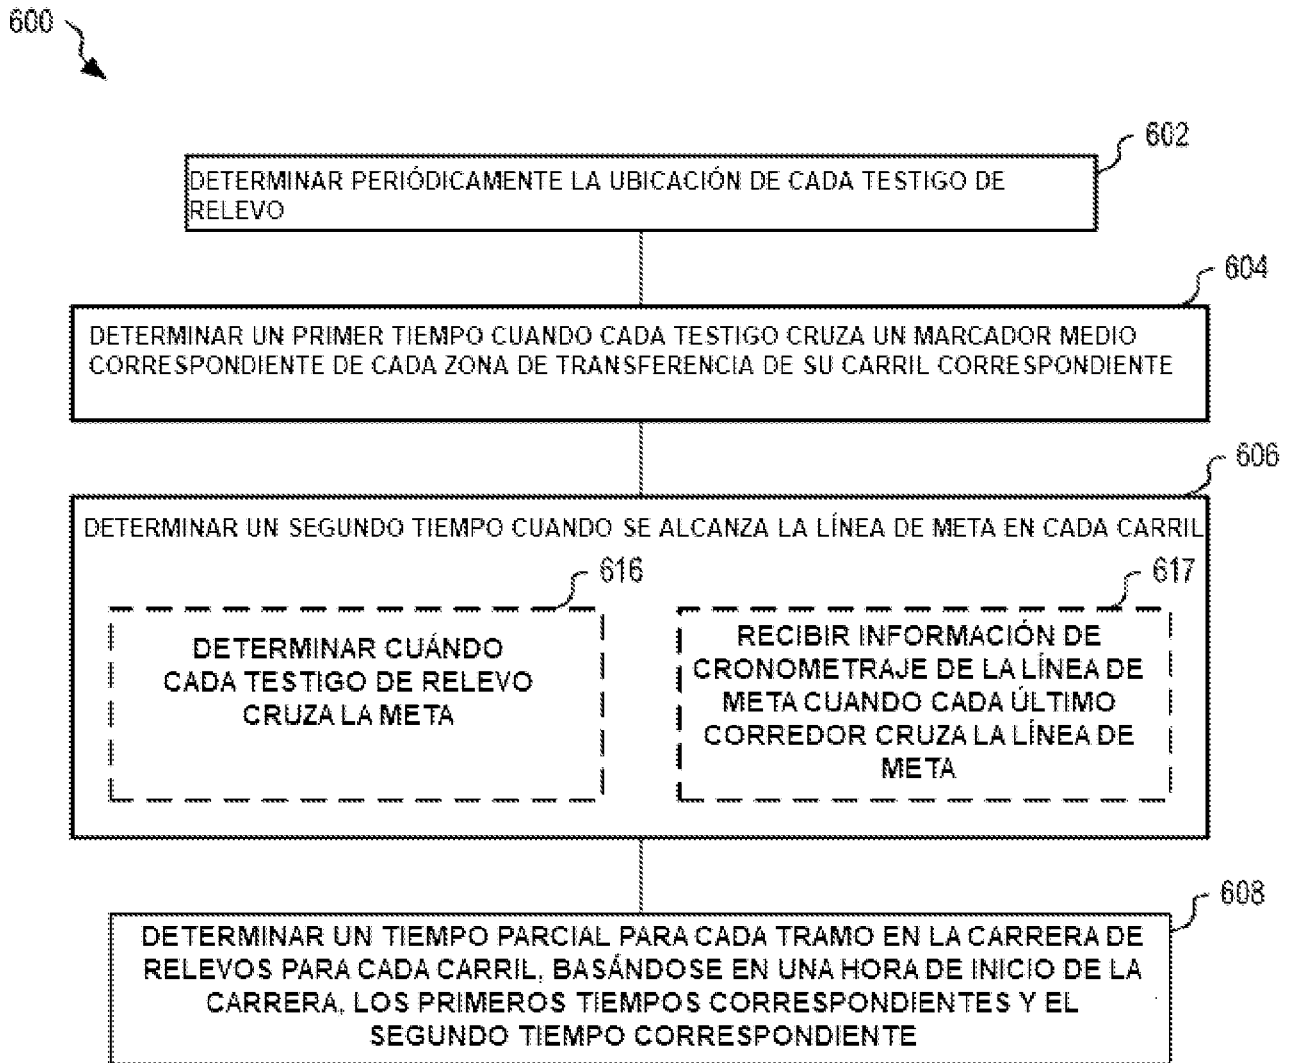 600
602
DETERMINAR PERIÓDICAMENTE LA UBICACIÓN DE CADA TESTIGO DE
RELEVO
604
DETERMINAR UN PRIMER TIEMPO CUANDO CADA TESTIGO CRUZA UN MARCADOR MEDIO
CORRESPONDIENTE DE CADA ZONA DE TRANSFERENCIA DE SU CARRIL CORRESPONDIENTE
606
DETERMINAR UN SEGUNDO TIEMPO CUANDO SE ALCANZA LA LÍNEA DE META EN CADA CARRIL
616
DETERMINAR CUÁNDO
CADA TESTIGO DE RELEVO
CRUZA LA META
617
RECIBIR INFORMACIÓN DE
CRONOMETRAJE DE LA LÍNEA DE
META CUANDO CADA ÚLTIMO
CORREDOR CRUZA LA LÍNEA DE
META
608
DETERMINAR UN TIEMPO PARCIAL PARA CADA TRAMO EN LA CARRERA DE
RELEVOS PARA CADA CARRIL, BASÁNDOSE EN UNA HORA DE INICIO DE LA
CARRERA, LOS PRIMEROS TIEMPOS CORRESPONDIENTES Y EL
SEGUNDO TIEMPO CORRESPONDIENTE